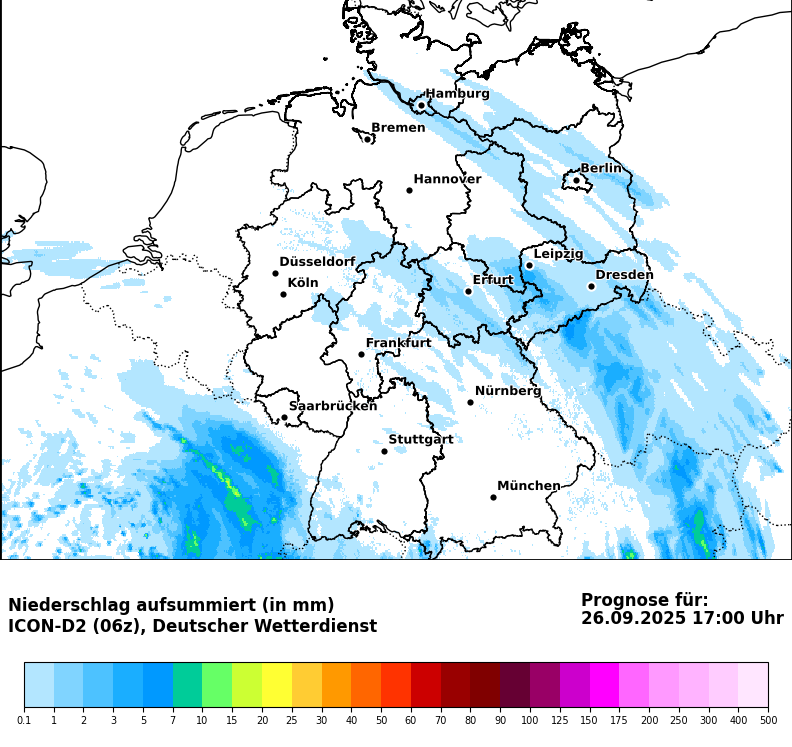 Hamburg
Bremen
Berlin
Hannover
Leipzig
Düsseldorf
Dresden
Erfurt
Köln
Frankfurt
Nürnberg
Saarbrücken
Stuttgart
München
Niederschlag aufsummiert (in mm)
ICON-D2 (06z), Deutscher Wetterdienst
Prognose für:
26.09.2025 17:00 Uhr
0.1 1 2 3 5 7 10 15 20 25 30 40 50 60 70 80 90 100 125 150 175 200 250 300 400 500